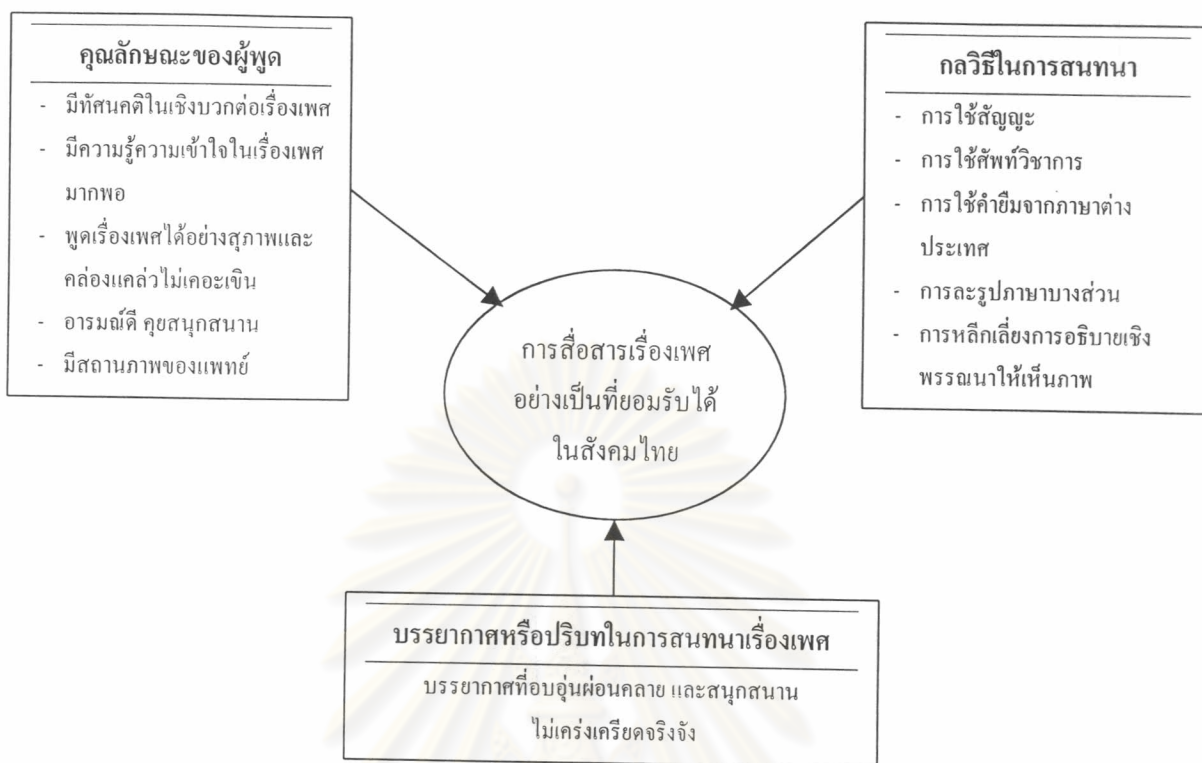 คุณลักษณะของผู้พูด
- มีทัศนคติในเชิงบวกต่อเรื่องเพศ
- มีความรู้ความเข้าใจในเรื่องเพศ
มากพอ
- พูดเรื่องเพศได้อย่างสุภาพและ
คล่องแคล่วไม่เคอะเขิน
- อารมณ์ดี คุยสนุกสนาน
- มีสถานภาพของแพทย์
กลวิธีในการสนทนา
- การใช้สัญญะ
- การใช้ศัพท์วิชาการ
- การใช้คำยืมจากภาษาต่าง
ประเทศ
- การละรูปภาษาบางส่วน
- การหลีกเลี่ยงการอธิบายเชิง
พรรณนาให้เห็นภาพ
การสื่อสารเรื่องเพศ
อย่างเป็นที่ยอมรับได้
ในสังคมไทย
บรรยากาศหรือปริบทในการสนทนาเรื่องเพศ
บรรยากาศที่อบอุ่นผ่อนคลาย และสนุกสนาน
ไม่เคร่งเครียดจริงจัง